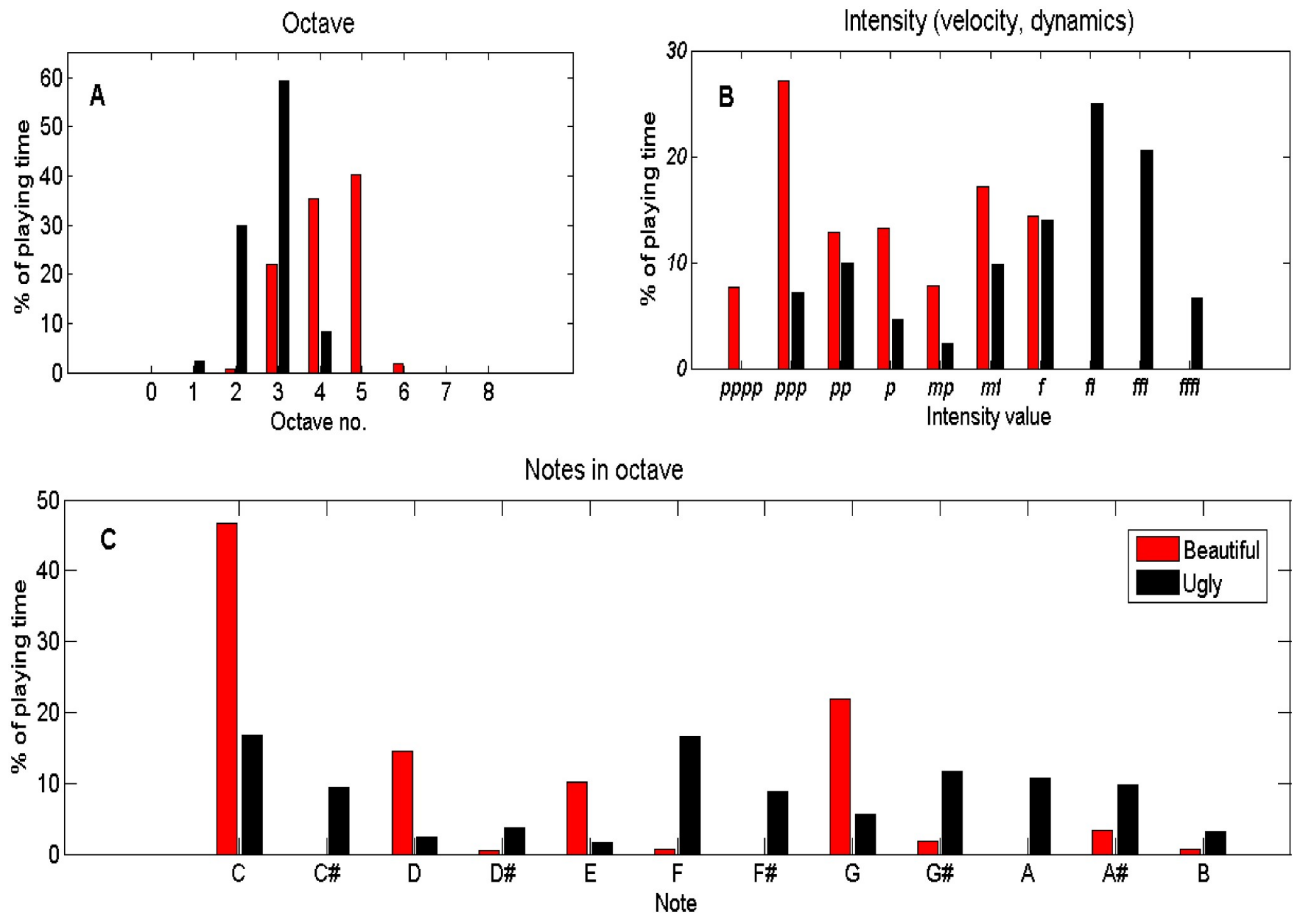 Octave
A
% of playing time
60
50
40
30
20
10
0
0 1 2 3 4 5 6 7 8
Octave no.
Intensity (velocity, dynamics)
B
% of playing time
30
20
10
0
pppp ppp pp p mp mf f ff fff ffff
Intensity value
Notes in octave
C
% of playing time
50
40
30
20
10
0
Beautiful
Ugly
C C# D D# E F F# G G# A A# B
Note